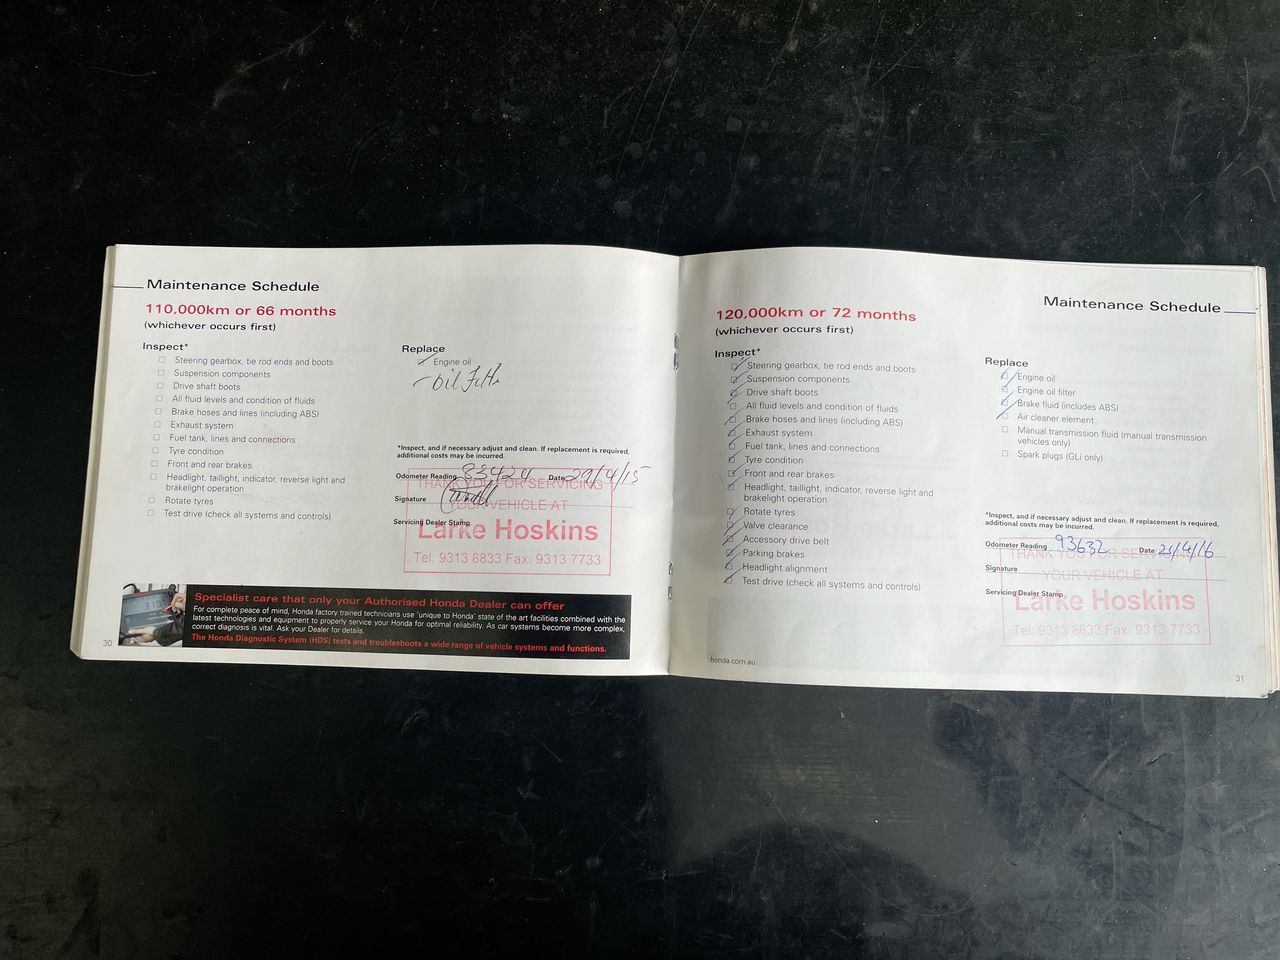 Maintenance Schedule
110,000km or 66 months
(whichever occurs first)
Inspect*
Steering gearbox, tie rod ends and boots
Suspension components
Drive shaft boots
All fluid levels and condition of fluids
Brake hoses and lines (including ABS)
Exhaust system
Fuel tank, lines and connections
Tyre condition
Front and rear brakes
Headlight, taillight, indicator, reverse light and
brakelight operation
Rotate tyres
Test drive (check all systems and controls)
Replace
Engine oil
oil Filter
*Inspect, and if necessary adjust and clean. If replacement is required,
additional costs may be incurred.
Odometer Reading 83424 Date 29/4/15
THANK YOU FOR SERVICING
Signature
YOUR VEHICLE AT
Servicing Dealer Stamp
Larke Hoskins
Tel: 9313 8833 Fax: 9313 7733
Specialist care that only your Authorised Honda Dealer can offer
For complete peace of mind, Honda factory trained technicians use 'unique to Honda' state of the art facilities combined with the
latest technologies and equipment to properly service your Honda for optimal reliability. As car systems become more complex,
correct diagnosis is vital. Ask your Dealer for details.
The Honda Diagnostic System (HDS) tests and troubleshoots a wide range of vehicle systems and functions.
30
Maintenance Schedule
120,000km or 72 months
(whichever occurs first)
Inspect*
Steering gearbox, tie rod ends and boots
Suspension components
Drive shaft boots
All fluid levels and condition of fluids
Brake hoses and lines (including ABS)
Exhaust system
Fuel tank, lines and connections
Tyre condition
Front and rear brakes
Headlight, taillight, indicator, reverse light and
brakelight operation
Rotate tyres
Valve clearance
Accessory drive belt
Parking brakes
Headlight alignment
Test drive (check all systems and controls)
Replace
Engine oil
Engine oil filter
Brake fluid (includes ABS)
Air cleaner element
Manual transmission fluid (manual transmission
vehicles only)
Spark plugs (GLi only)
*Inspect, and if necessary adjust and clean. If replacement is required,
additional costs may be incurred.
Odometer Reading 93632 Date 21/4/16
THANK YOU FOR SERVICING
Signature
YOUR VEHICLE AT
Servicing Dealer Stamp
Larke Hoskins
Tel: 9313 8833 Fax: 9313 7733
honda.com.au
31